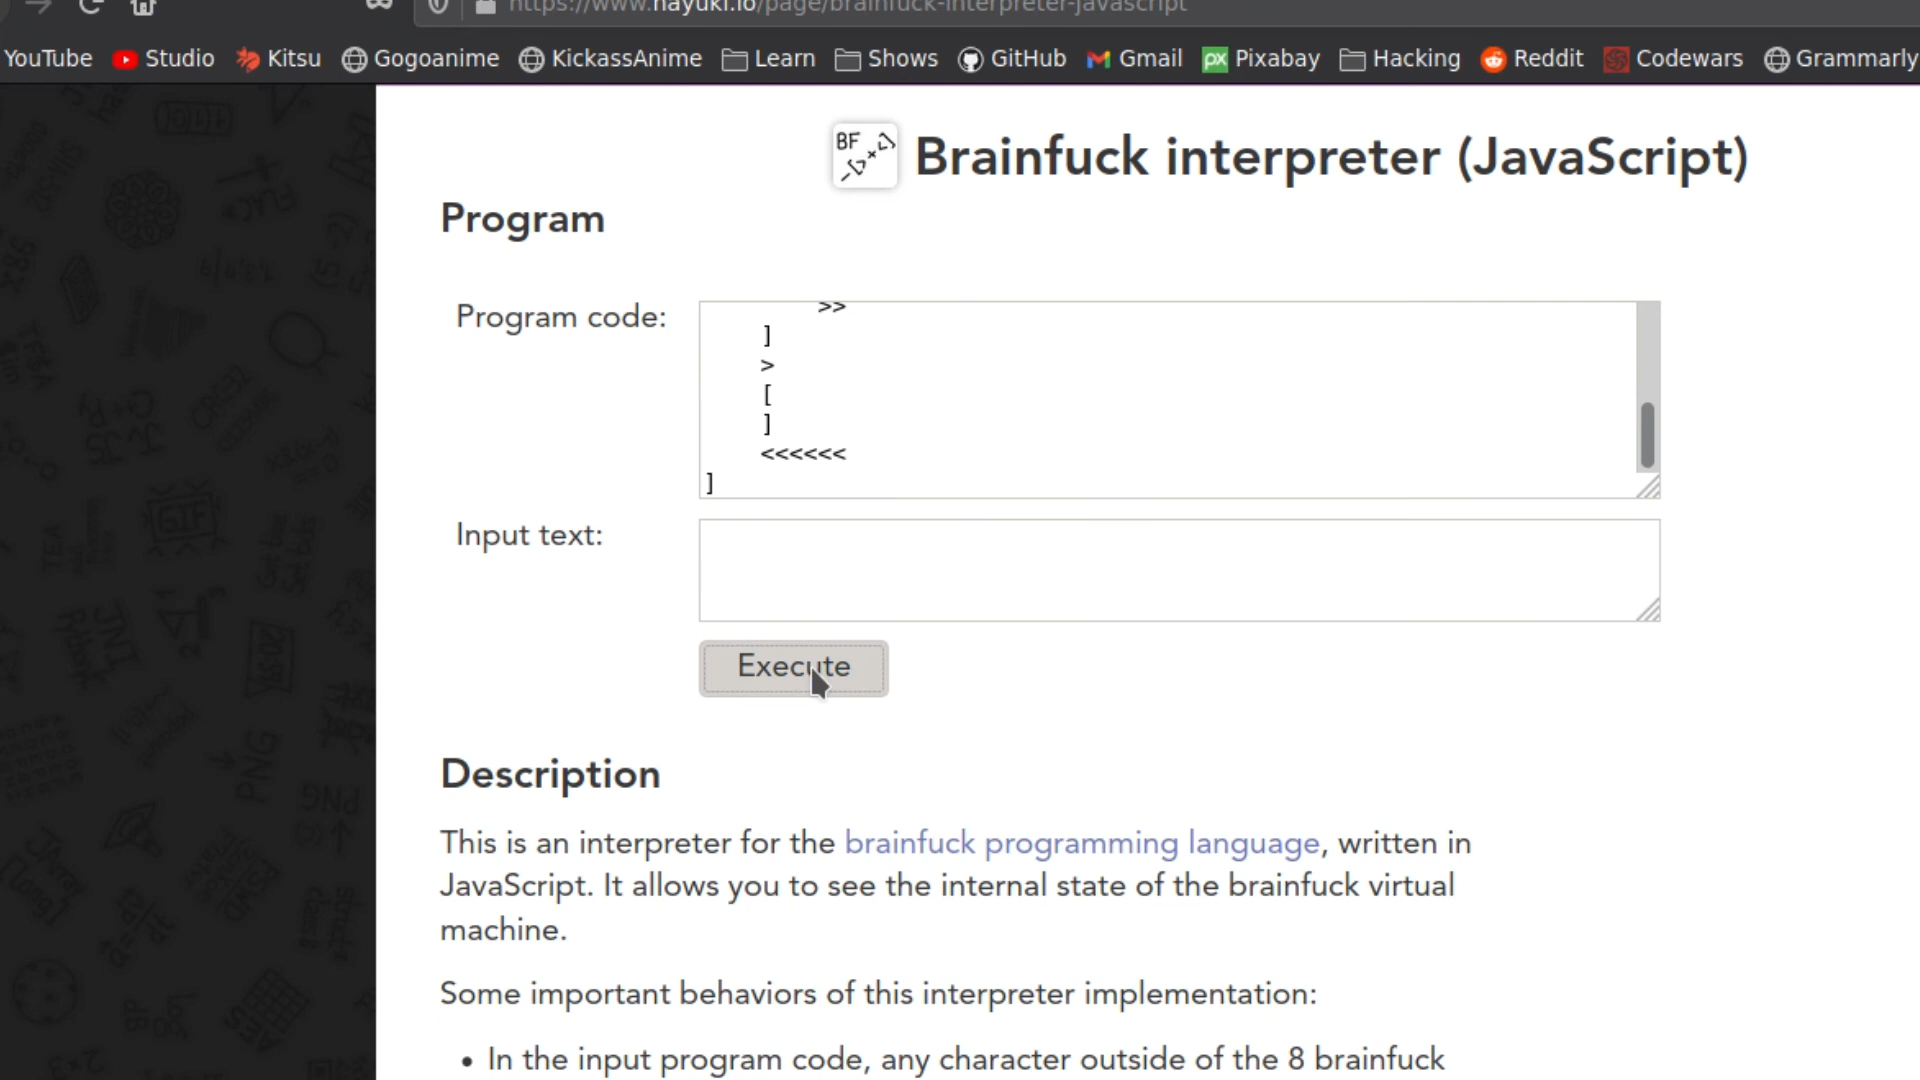 https://www.nayuki.io/page/brainfuck-interpreter-javascript
YouTube Studio Kitsu Gogoanime KickassAnime Learn Shows GitHub Gmail px Pixabay Hacking Reddit Codewars Grammarly
BF
Brainfuck interpreter (JavaScript)
Program
Program code:
>>
]
>
[
]
<<<<<<
]
Input text:
Execute
Description
This is an interpreter for the brainfuck programming language, written in
JavaScript. It allows you to see the internal state of the brainfuck virtual
machine.
Some important behaviors of this interpreter implementation:
• In the input program code, any character outside of the 8 brainfuck